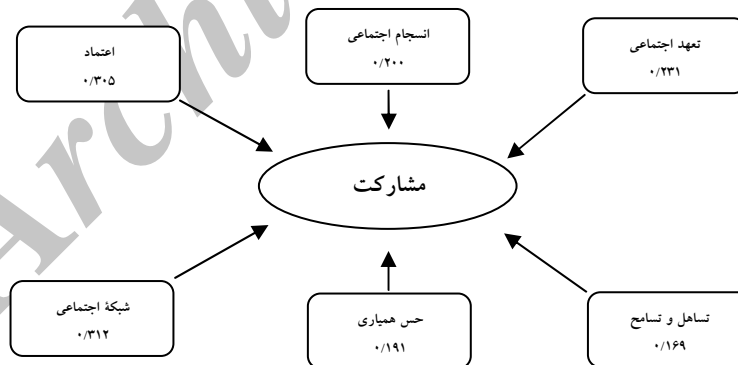 تعهد اجتماعی
۰/۲۳۱
انسجام اجتماعی
۰/۲۰۰
اعتماد
۰/۳۰۵
مشارکت
تساهل و تسامح
۰/۱۶۹
حس همیاری
۰/۱۹۱
شبکهٔ اجتماعی
۰/۳۱۲